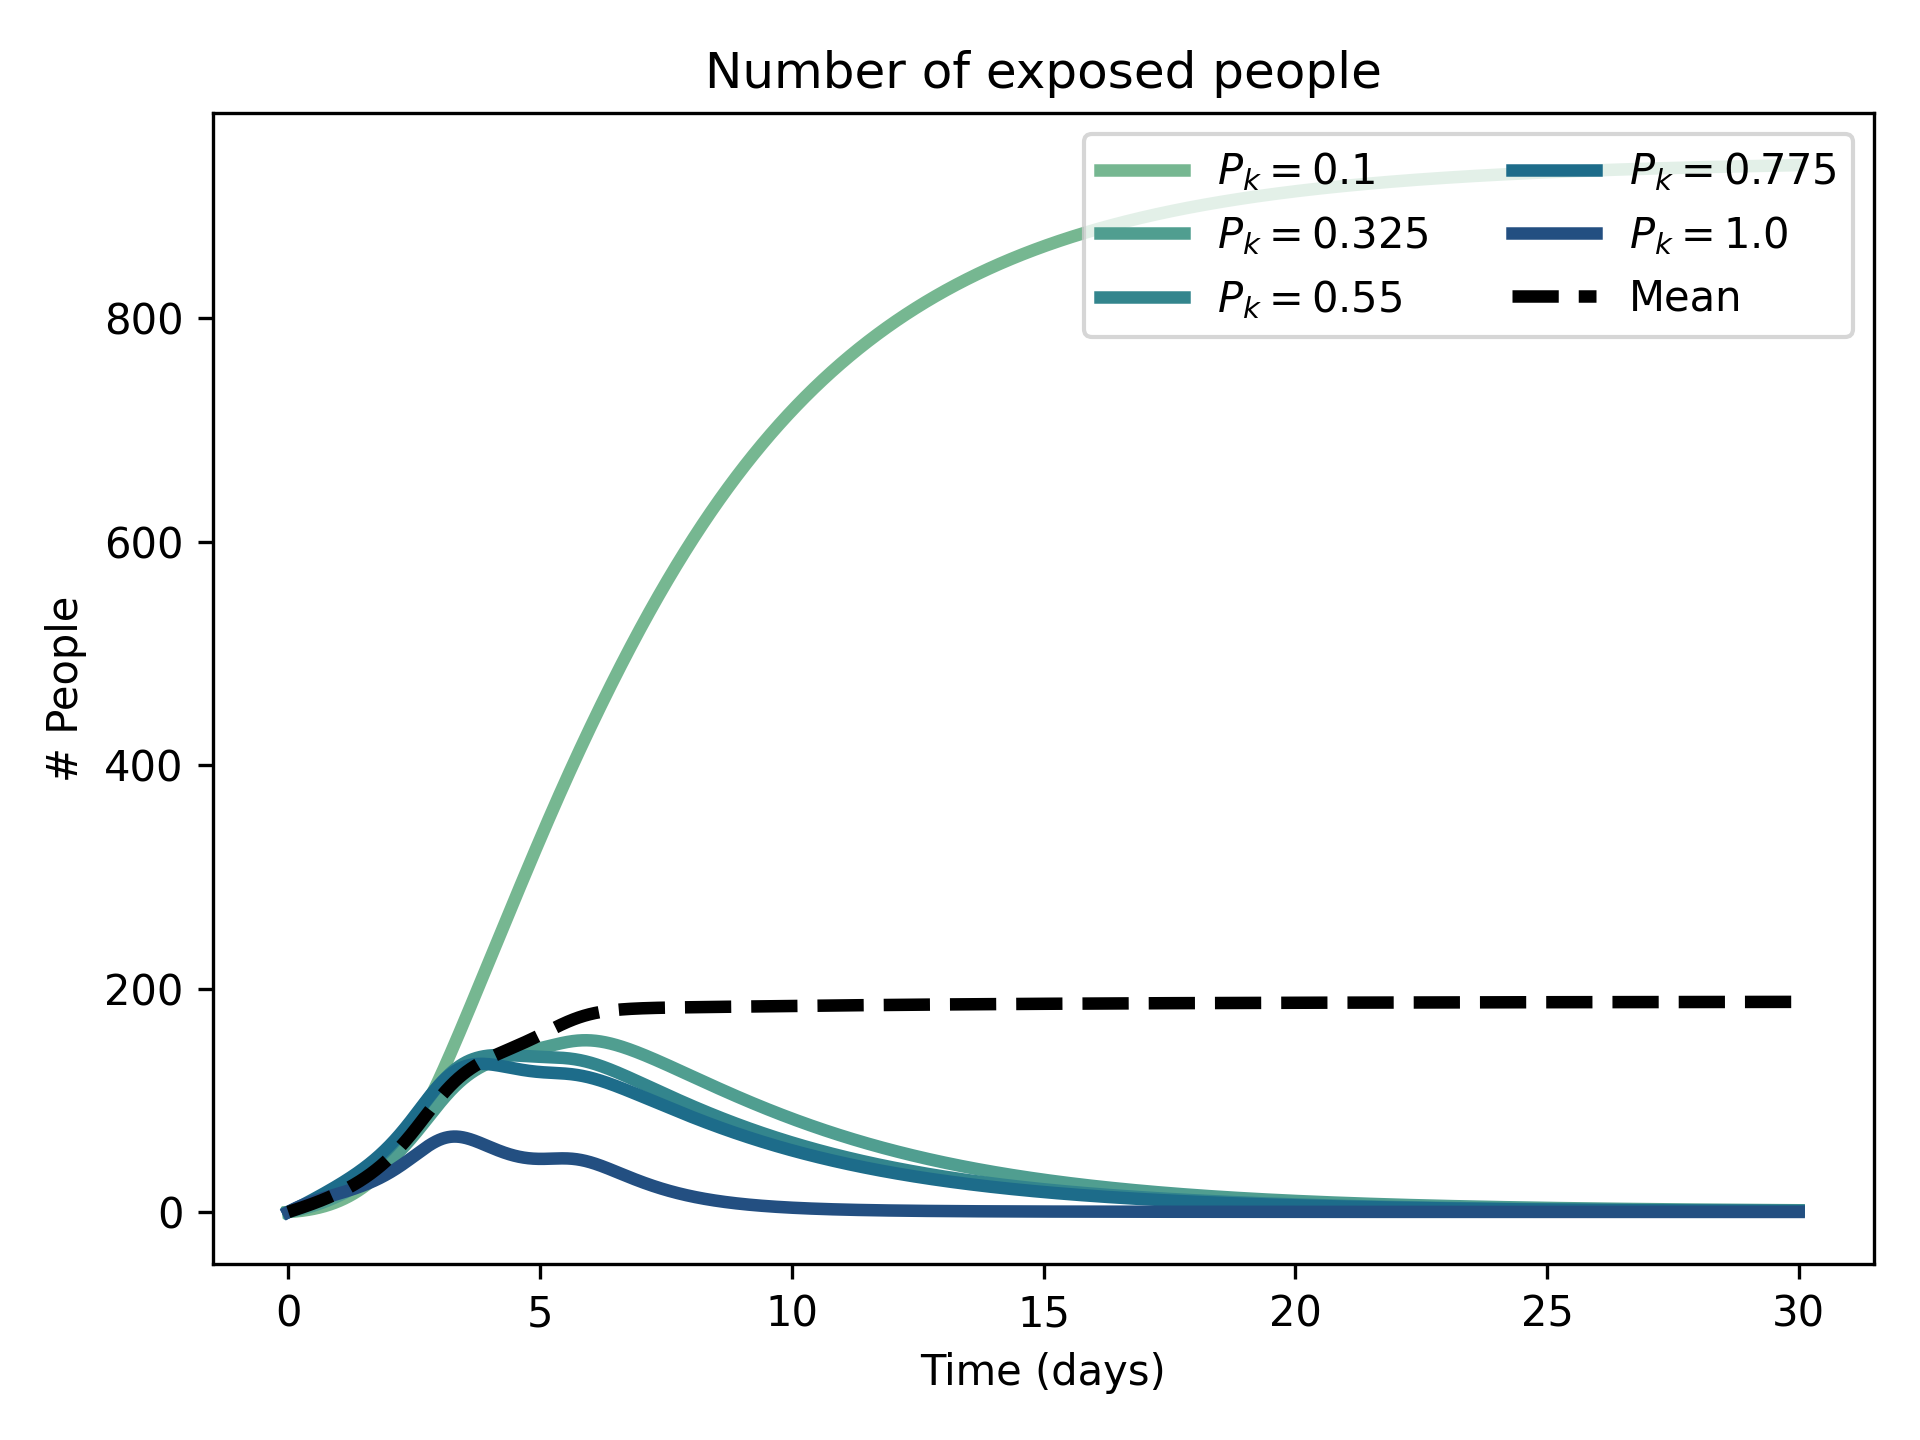 Number of exposed people
P_k = 0.1
P_k = 0.325
P_k = 0.55
P_k = 0.775
P_k = 1.0
Mean
# People
800
600
400
200
0
0 5 10 15 20 25 30
Time (days)